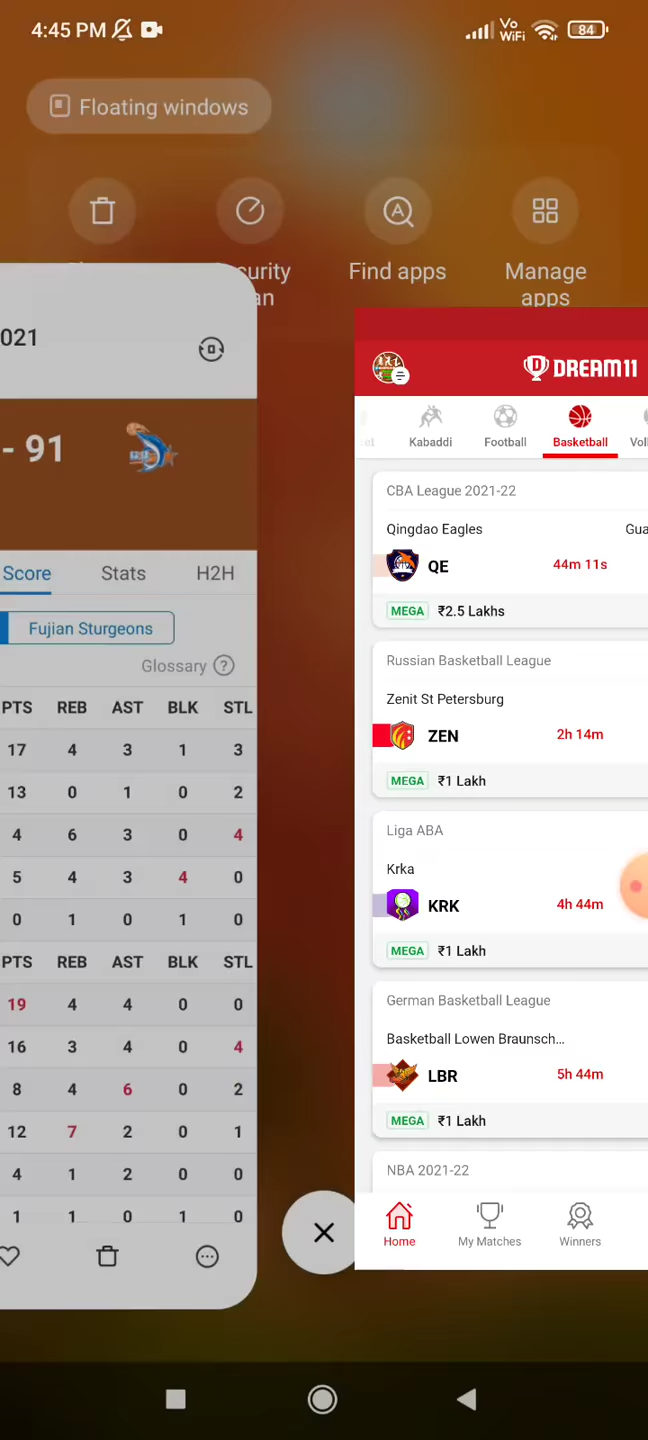 4:45 PM
Vo
WiFi
84
Floating windows
curity
an
Find apps
Manage
apps
021
- 91
Score
Stats
H2H
Fujian Sturgeons
Glossary ?
PTS REB AST BLK STL
17 4 3 1 3
13 0 1 0 2
4 6 3 0 4
5 4 3 4 0
0 1 0 1 0
PTS REB AST BLK STL
19 4 4 0 0
16 3 4 0 4
8 4 6 0 2
12 7 2 0 1
4 1 2 0 0
1 1 0 1 0
DREAM11
et
Kabaddi
Football
Basketball
Voll
CBA League 2021-22
Qingdao Eagles
Gua
QE
44m 11s
MEGA ₹2.5 Lakhs
Russian Basketball League
Zenit St Petersburg
ZEN
2h 14m
MEGA ₹1 Lakh
Liga ABA
Krka
KRK
4h 44m
MEGA ₹1 Lakh
German Basketball League
Basketball Lowen Braunsch...
LBR
5h 44m
MEGA ₹1 Lakh
NBA 2021-22
Home
My Matches
Winners